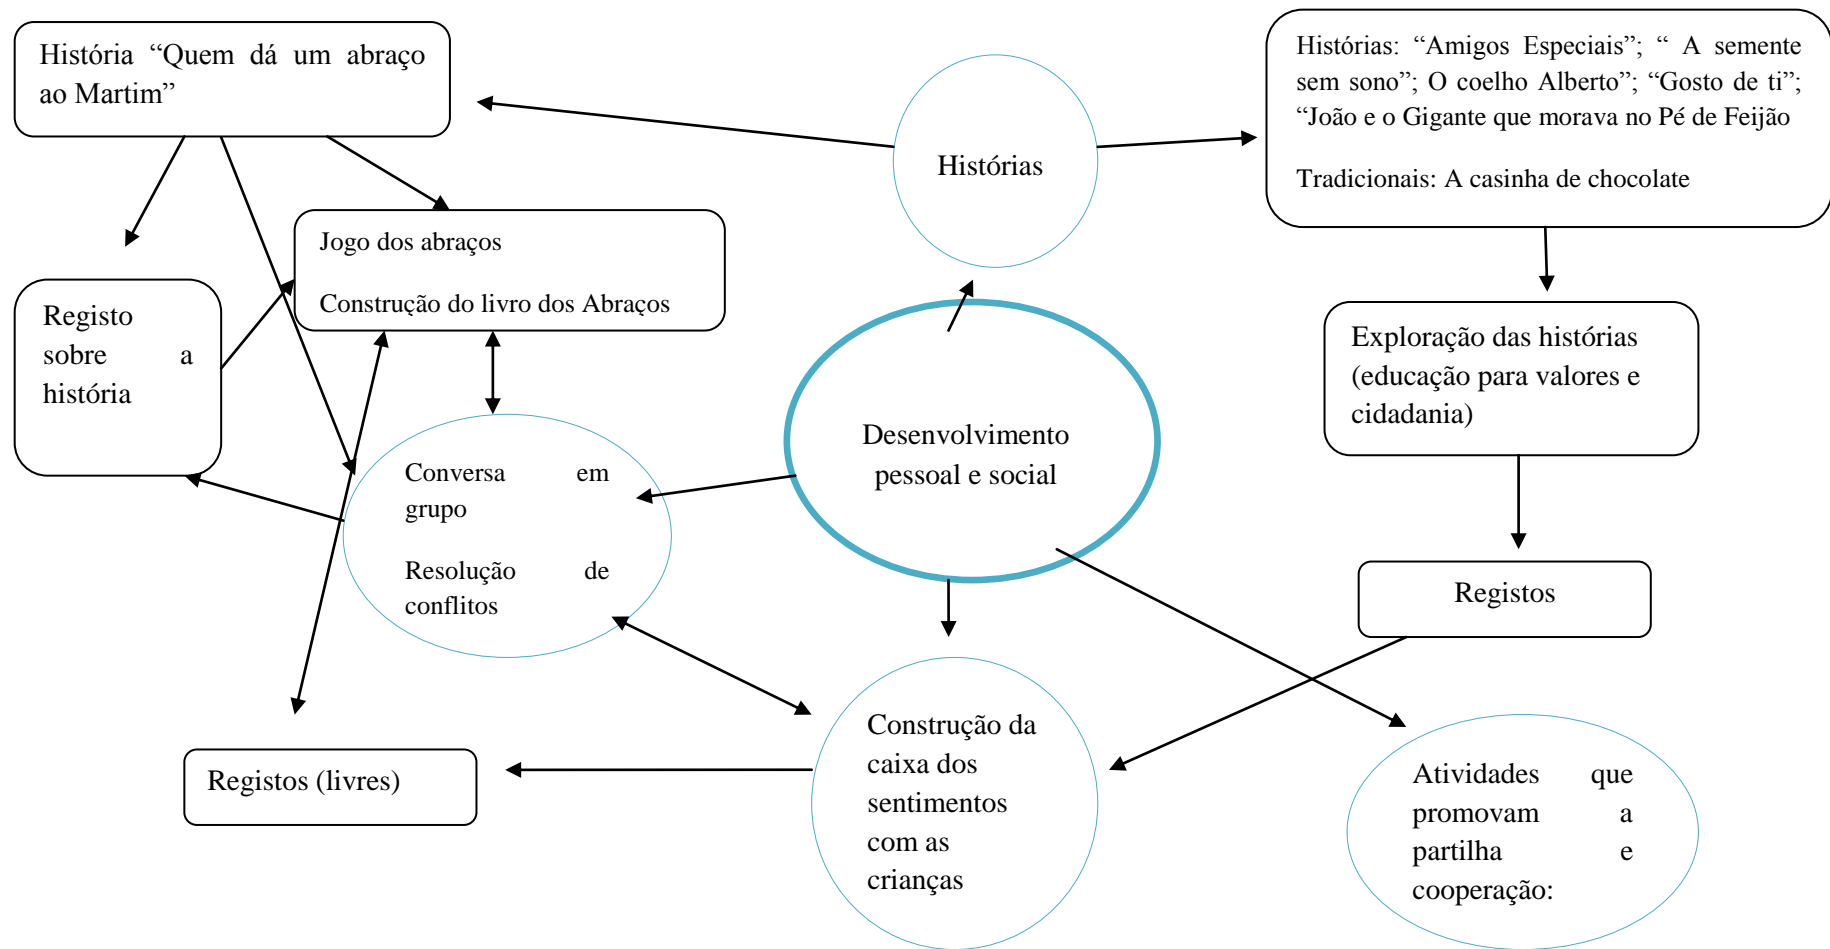 História “Quem dá um abraço
ao Martim”
Histórias: “Amigos Especiais”; “ A semente
sem sono”; O coelho Alberto”; “Gosto de ti”;
“João e o Gigante que morava no Pé de Feijão
Tradicionais: A casinha de chocolate
Histórias
Jogo dos abraços
Construção do livro dos Abraços
Registo
sobre a
história
Exploração das histórias
(educação para valores e
cidadania)
Desenvolvimento
pessoal e social
Conversa em
grupo
Resolução de
conflitos
Registos
Registos (livres)
Construção da
caixa dos
sentimentos
com as
crianças
Atividades que
promovam a
partilha e
cooperação: